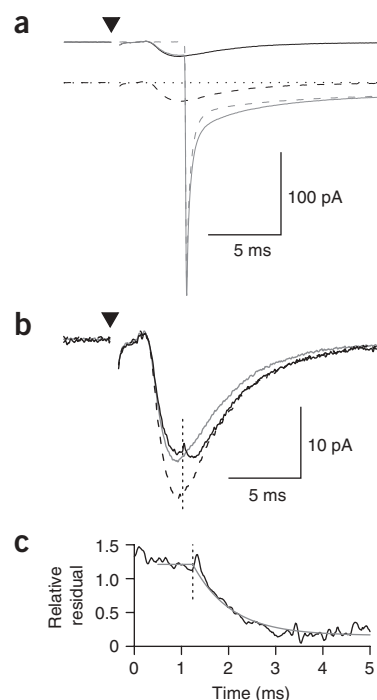 a
100 pA
5 ms
b
10 pA
5 ms
c
Relative
residual
1.5
1.0
0.5
0
0 1 2 3 4 5
Time (ms)